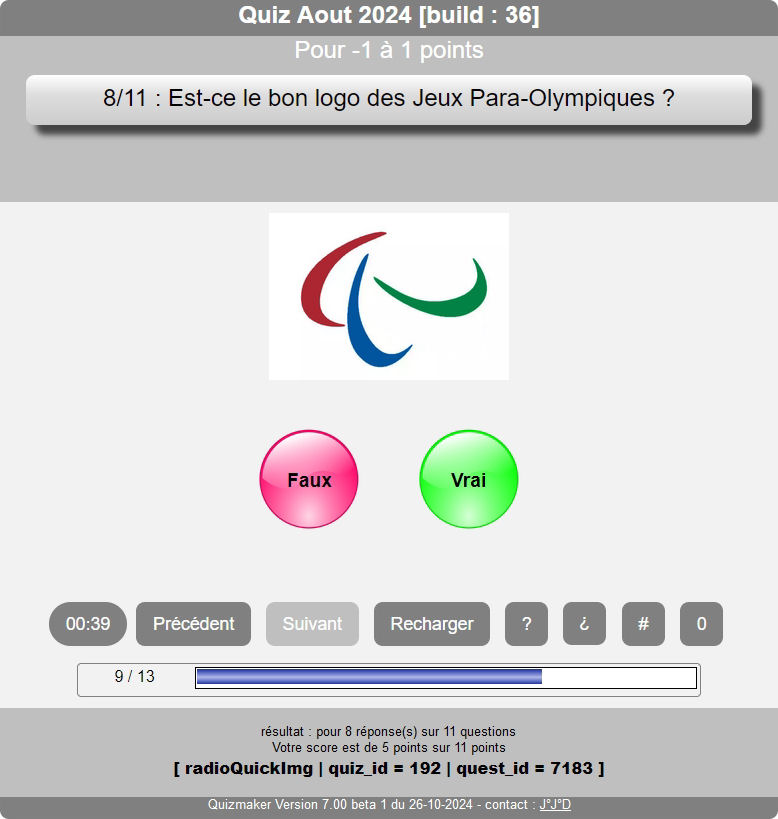 Quiz Aout 2024 [build : 36]
Pour -1 à 1 points
8/11 : Est-ce le bon logo des Jeux Para-Olympiques ?
Faux
Vrai
00:39
Précédent
Suivant
Recharger
?
¿
#
0
9 / 13
résultat : pour 8 réponse(s) sur 11 questions
Votre score est de 5 points sur 11 points
[ radioQuickImg | quiz_id = 192 | quest_id = 7183 ]
Quizmaker Version 7.00 beta 1 du 26-10-2024 - contact : J°J°D